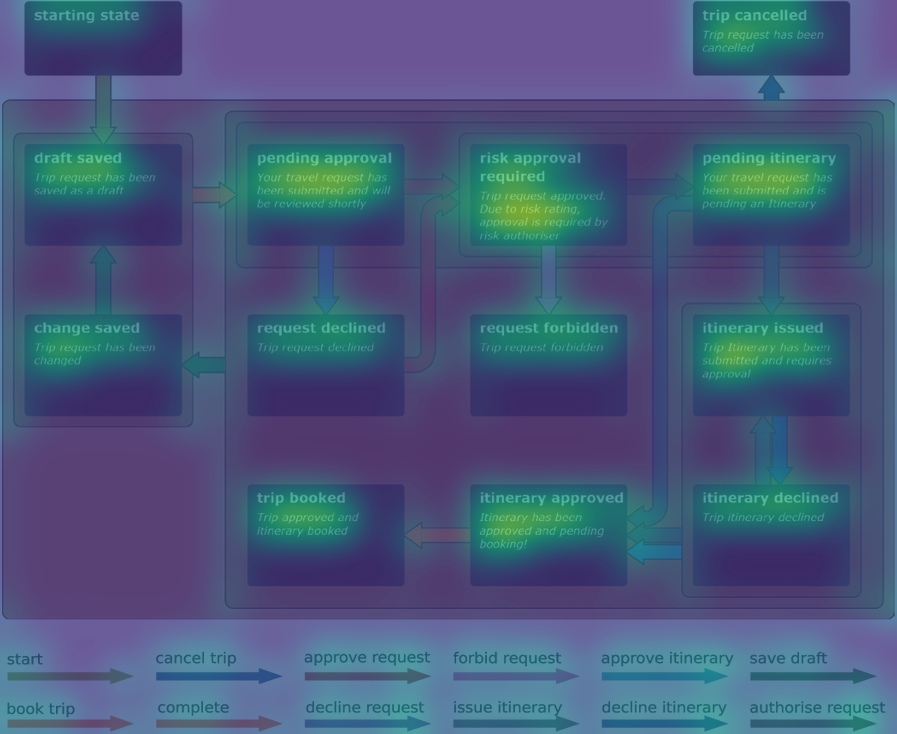 starting state
trip cancelled
Trip request has been
cancelled
draft saved
Trip request has been
saved as a draft
pending approval
Your travel request has
been submitted and will
be reviewed shortly
risk approval
required
Trip request approved.
Due to risk rating,
approval is required by
risk authoriser
pending itinerary
Your travel request has
been submitted and is
pending an Itinerary
change saved
Trip request has been
changed
request declined
Trip request declined
request forbidden
Trip request forbidden
itinerary issued
Trip Itinerary has been
submitted and requires
approval
trip booked
Trip approved and
itinerary booked
itinerary approved
Itinerary has been
approved and pending
booking!
itinerary declined
Trip itinerary declined
start
cancel trip
approve request
forbid request
approve itinerary
save draft
book trip
complete
decline request
issue itinerary
decline itinerary
authorise request